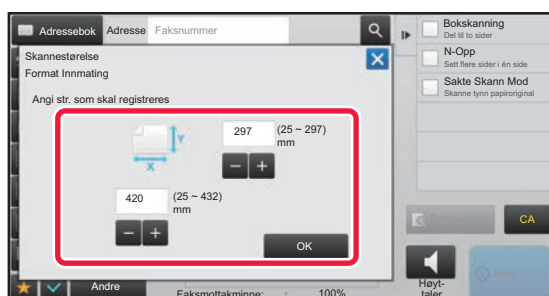 Adressebok
Adresse
Faksnummer
Skannestørelse
Format Innmating
Angi str. som skal registreres
Y
X
297
(25 ~ 297)
mm
420
(25 ~ 432)
mm
OK
Bokskanning
Del til to sider
N-Opp
Sett flere sider i én side
Sakte Skann Mod
Skanne tynn papiroriginal
CA
Start
Høyt-
taler
Andre
Faksmottakminne:
100%